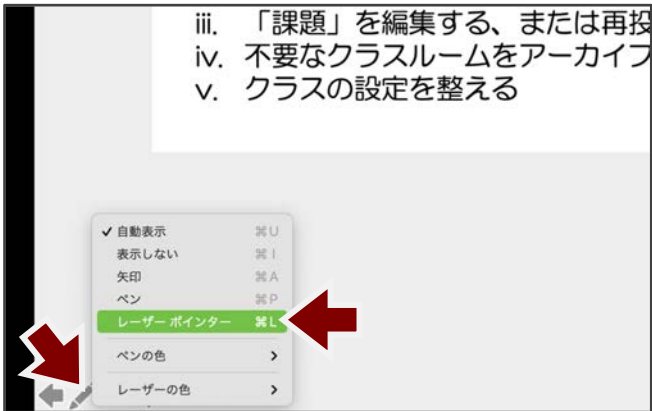 iii. 「課題」を編集する、または再投
iv. 不要なクラスルームをアーカイブ
v. クラスの設定を整える
✓ 自動表示 ⌘U
表示しない ⌘I
矢印 ⌘A
ペン ⌘P
レーザー ポインター ⌘L
ペンの色 >
レーザーの色 >